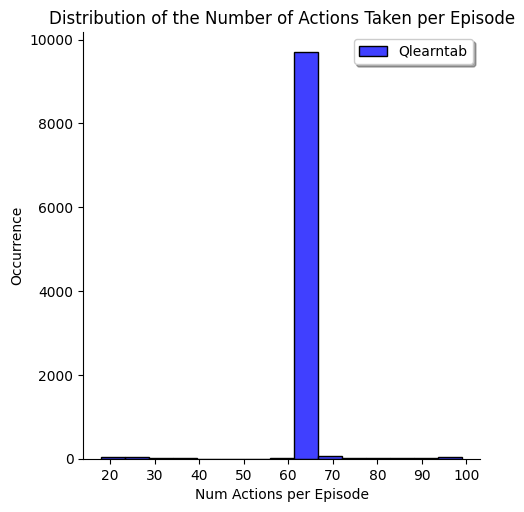 Distribution of the Number of Actions Taken per Episode
Qlearntab
10000
8000
6000
4000
2000
0
Occurrence
20 30 40 50 60 70 80 90 100
Num Actions per Episode